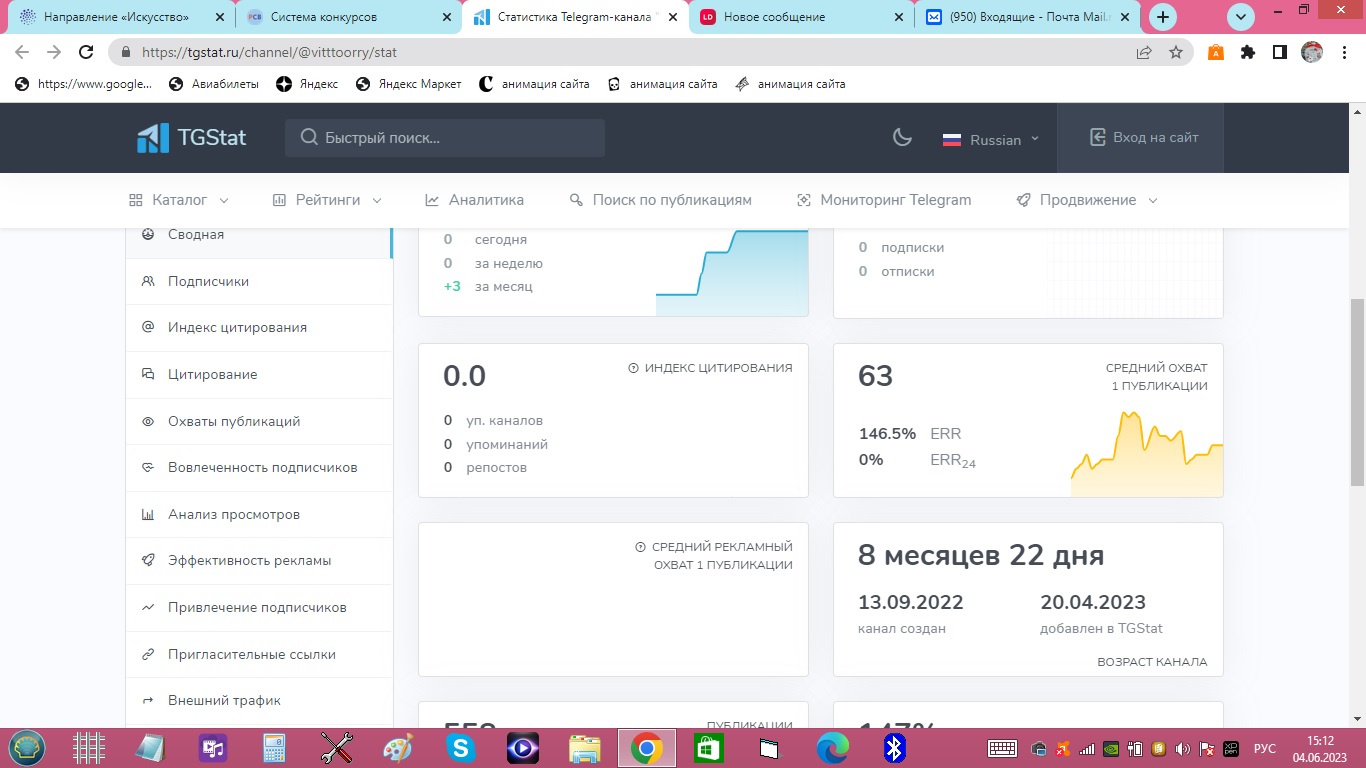 Направление «Искусство»
Система конкурсов
Статистика Telegram-канала "
Новое сообщение
(950) Входящие - Почта Mail.r
https://tgstat.ru/channel/@vitttoorry/stat
https://www.google...
Авиабилеты
Яндекс
Яндекс Маркет
анимация сайта
анимация сайта
анимация сайта
TGStat
Быстрый поиск...
Russian
Вход на сайт
Каталог
Рейтинги
Аналитика
Поиск по публикациям
Мониторинг Telegram
Продвижение
Сводная
Подписчики
Индекс цитирования
Цитирование
Охваты публикаций
Вовлеченность подписчиков
Анализ просмотров
Эффективность рекламы
Привлечение подписчиков
Пригласительные ссылки
Внешний трафик
0 сегодня
0 за неделю
+3 за месяц
0 подписки
0 отписки
0.0
ИНДЕКС ЦИТИРОВАНИЯ
0 уп. каналов
0 упоминаний
0 репостов
63
СРЕДНИЙ ОХВАТ
1 ПУБЛИКАЦИИ
146.5% ERR
0% ERR24
СРЕДНИЙ РЕКЛАМНЫЙ
ОХВАТ 1 ПУБЛИКАЦИИ
8 месяцев 22 дня
13.09.2022
канал создан
20.04.2023
добавлен в TGStat
ВОЗРАСТ КАНАЛА
ПУБЛИКАЦИИ
147%
РУС
15:12
04.06.2023